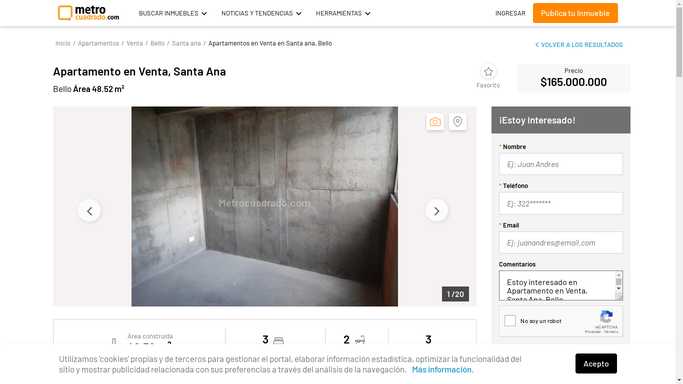 metro
cuadrado.com
BUSCAR INMUEBLES
NOTICIAS Y TENDENCIAS
HERRAMIENTAS
INGRESAR
Publica tu Inmueble
Inicio / Apartamentos / Venta / Bello / Santa ana / Apartamentos en Venta en Santa ana, Bello
VOLVER A LOS RESULTADOS
Apartamento en Venta, Santa Ana
Bello Área 48.52 m²
Favorito
Precio
$165.000.000
Metrocuadrado.com
1 /20
¡Estoy Interesado!
* Nombre
Ej: Juan Andres
* Teléfono
Ej: 322*******
* Email
Ej: juanandres@email.com
Comentarios
Estoy interesado en
Apartamento en Venta,
Santa Ana, Bello
No soy un robot
reCAPTCHA
Privacidad - Términos
Área construida
3
2
3
Utilizamos 'cookies' propias y de terceros para gestionar el portal, elaborar información estadística, optimizar la funcionalidad del
sitio y mostrar publicidad relacionada con sus preferencias a través del análisis de la navegación. Más información.
Acepto